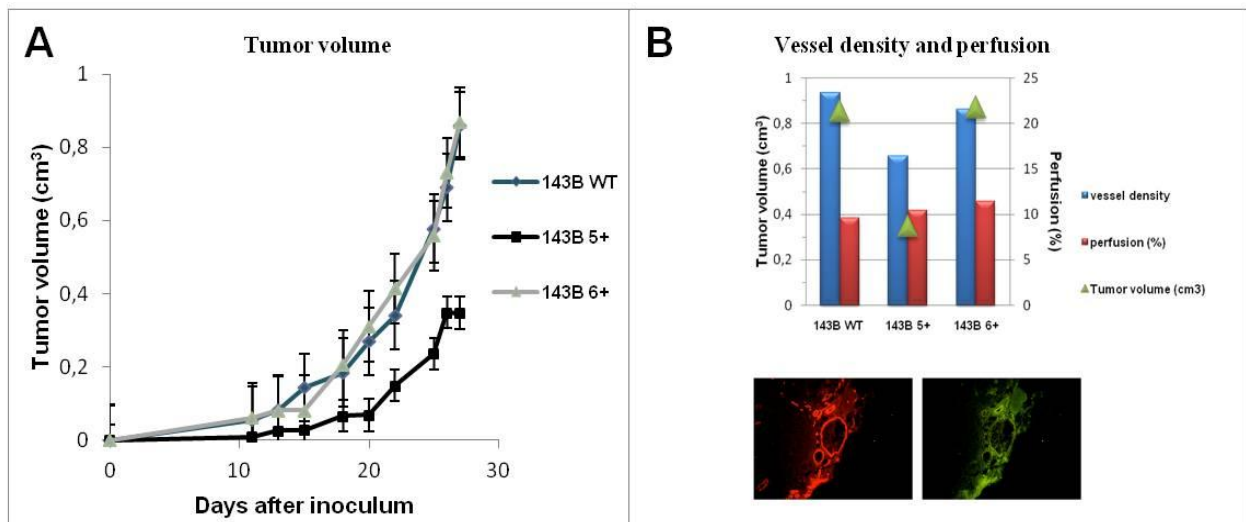 A
Tumor volume
Tumor volume (cm³)
1
0,8
0,6
0,4
0,2
0
0
10
20
30
Days after inoculum
143B WT
143B 5+
143B 6+
B
Vessel density and perfusion
Tumor volume (cm³)
1
0,8
0,6
0,4
0,2
0
25
20
15
10
5
0
Perfusion (%)
143B WT
143B 5+
143B 6+
vessel density
perfusion (%)
Tumor volume (cm3)